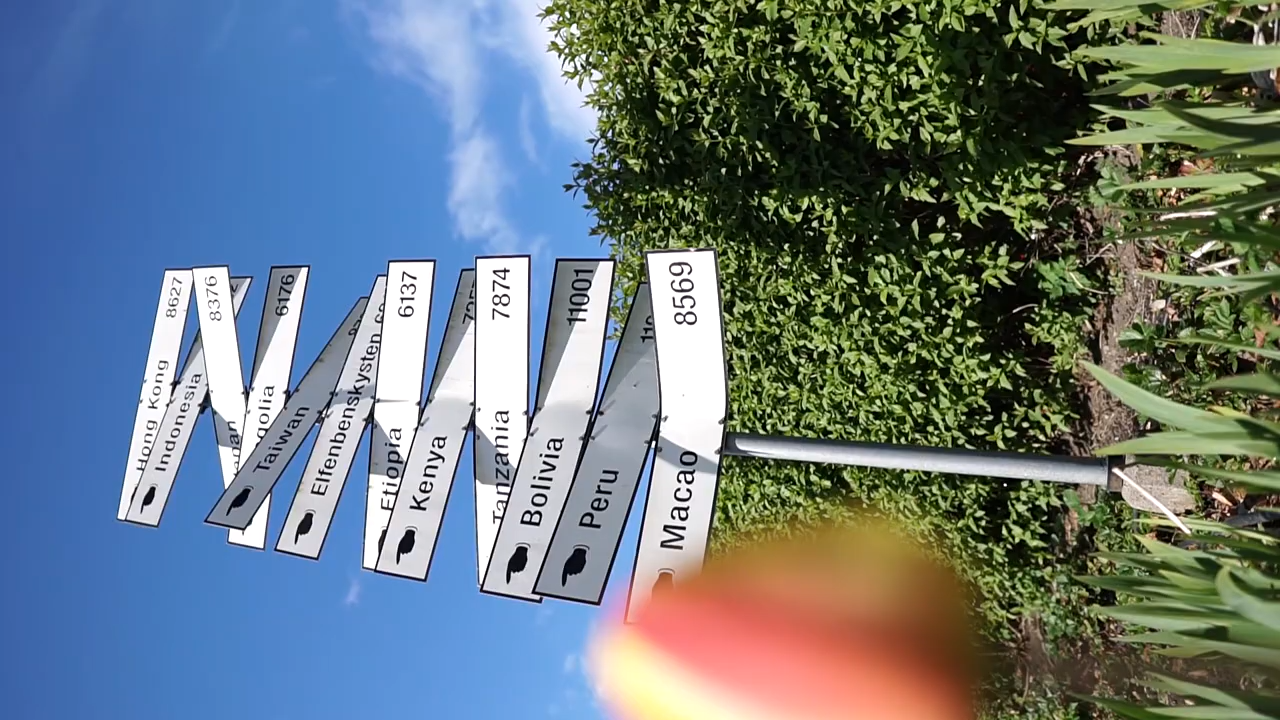 Hong Kong 8627
Indonesia
8376
6176
Taiwan
Elfenbenskysten
Etiopia 6137
Kenya
Tanzania 7874
Bolivia 11001
Peru
Macao 8569